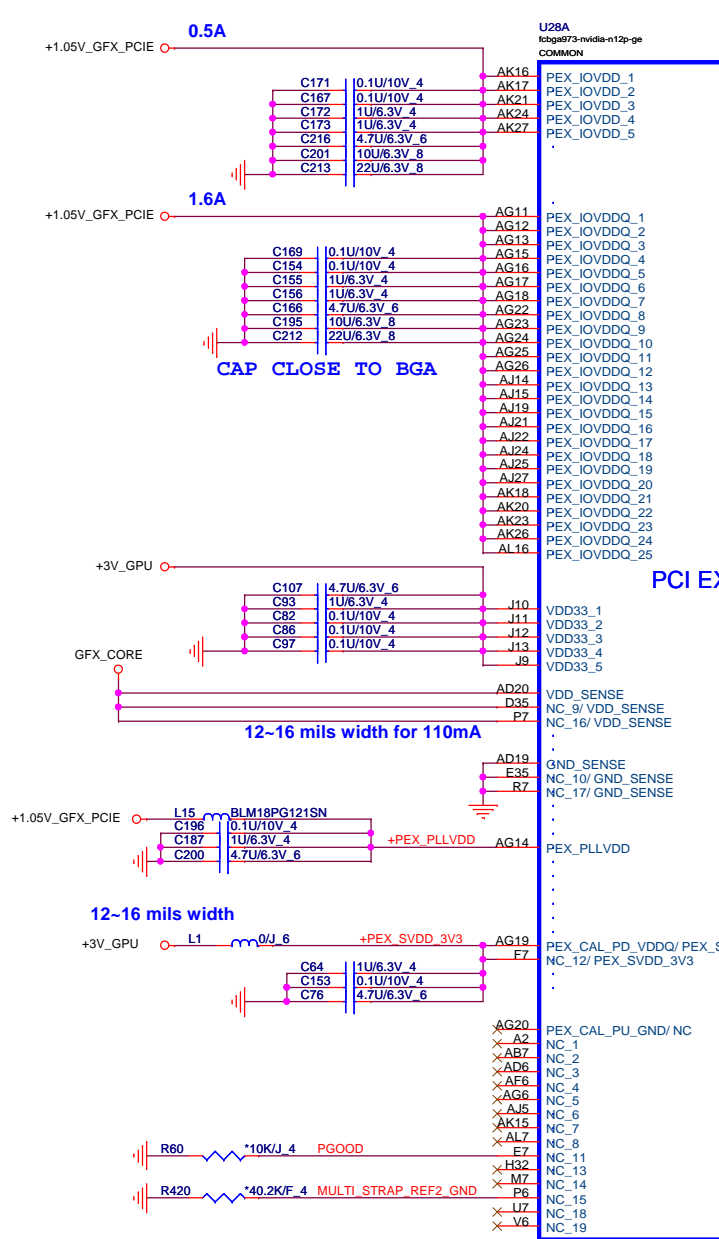 0.5A
+1.05V_GFX_PCIE
U28A
fcbga973-nvidia-n12p-ge
COMMON
C171 0.1U/10V_4
C167 0.1U/10V_4
C172 1U/6.3V_4
C173 1U/6.3V_4
C216 4.7U/6.3V_6
C201 10U/6.3V_8
C213 22U/6.3V_8
AK16 PEX_IOVDD_1
AK17 PEX_IOVDD_2
AK21 PEX_IOVDD_3
AK24 PEX_IOVDD_4
AK27 PEX_IOVDD_5
1.6A
+1.05V_GFX_PCIE
C169 0.1U/10V_4
C154 0.1U/10V_4
C155 1U/6.3V_4
C156 1U/6.3V_4
C166 4.7U/6.3V_6
C195 10U/6.3V_8
C212 22U/6.3V_8
CAP CLOSE TO BGA
AG11 PEX_IOVDDQ_1
AG12 PEX_IOVDDQ_2
AG13 PEX_IOVDDQ_3
AG15 PEX_IOVDDQ_4
AG16 PEX_IOVDDQ_5
AG17 PEX_IOVDDQ_6
AG18 PEX_IOVDDQ_7
AG22 PEX_IOVDDQ_8
AG23 PEX_IOVDDQ_9
AG24 PEX_IOVDDQ_10
AG25 PEX_IOVDDQ_11
AG26 PEX_IOVDDQ_12
AJ14 PEX_IOVDDQ_13
AJ15 PEX_IOVDDQ_14
AJ19 PEX_IOVDDQ_15
AJ21 PEX_IOVDDQ_16
AJ22 PEX_IOVDDQ_17
AJ24 PEX_IOVDDQ_18
AJ25 PEX_IOVDDQ_19
AJ27 PEX_IOVDDQ_20
AK18 PEX_IOVDDQ_21
AK20 PEX_IOVDDQ_22
AK23 PEX_IOVDDQ_23
AK26 PEX_IOVDDQ_24
AL16 PEX_IOVDDQ_25
PCI EX
+3V_GPU
C107 4.7U/6.3V_6
C93 1U/6.3V_4
C82 0.1U/10V_4
C86 0.1U/10V_4
C97 0.1U/10V_4
J10 VDD33_1
J11 VDD33_2
J12 VDD33_3
J13 VDD33_4
J9 VDD33_5
GFX_CORE
AD20 VDD_SENSE
D35 NC_9/ VDD_SENSE
P7 NC_16/ VDD_SENSE
12~16 mils width for 110mA
AD19 GND_SENSE
E35 NC_10/ GND_SENSE
R7 NC_17/ GND_SENSE
+1.05V_GFX_PCIE L15 BLM18PG121SN
C196 0.1U/10V_4
C187 1U/6.3V_4
C200 4.7U/6.3V_6
+PEX_PLLVDD AG14 PEX_PLLVDD
12~16 mils width
+3V_GPU L1 0/J_6 +PEX_SVDD_3V3 AG19 PEX_CAL_PD_VDDQ/ PEX_S
F7 NC_12/ PEX_SVDD_3V3
C64 1U/6.3V_4
C153 0.1U/10V_4
C76 4.7U/6.3V_6
AG20 PEX_CAL_PU_GND/ NC
A2 NC_1
AB7 NC_2
AD6 NC_3
AF6 NC_4
AG6 NC_5
AJ5 NC_6
AK15 NC_7
AL7 NC_8
R60 *10K/J_4 PGOOD E7 NC_11
H32 NC_13
M7 NC_14
R420 *40.2K/F_4 MULTI_STRAP_REF2_GND P6 NC_15
U7 NC_18
V6 NC_19